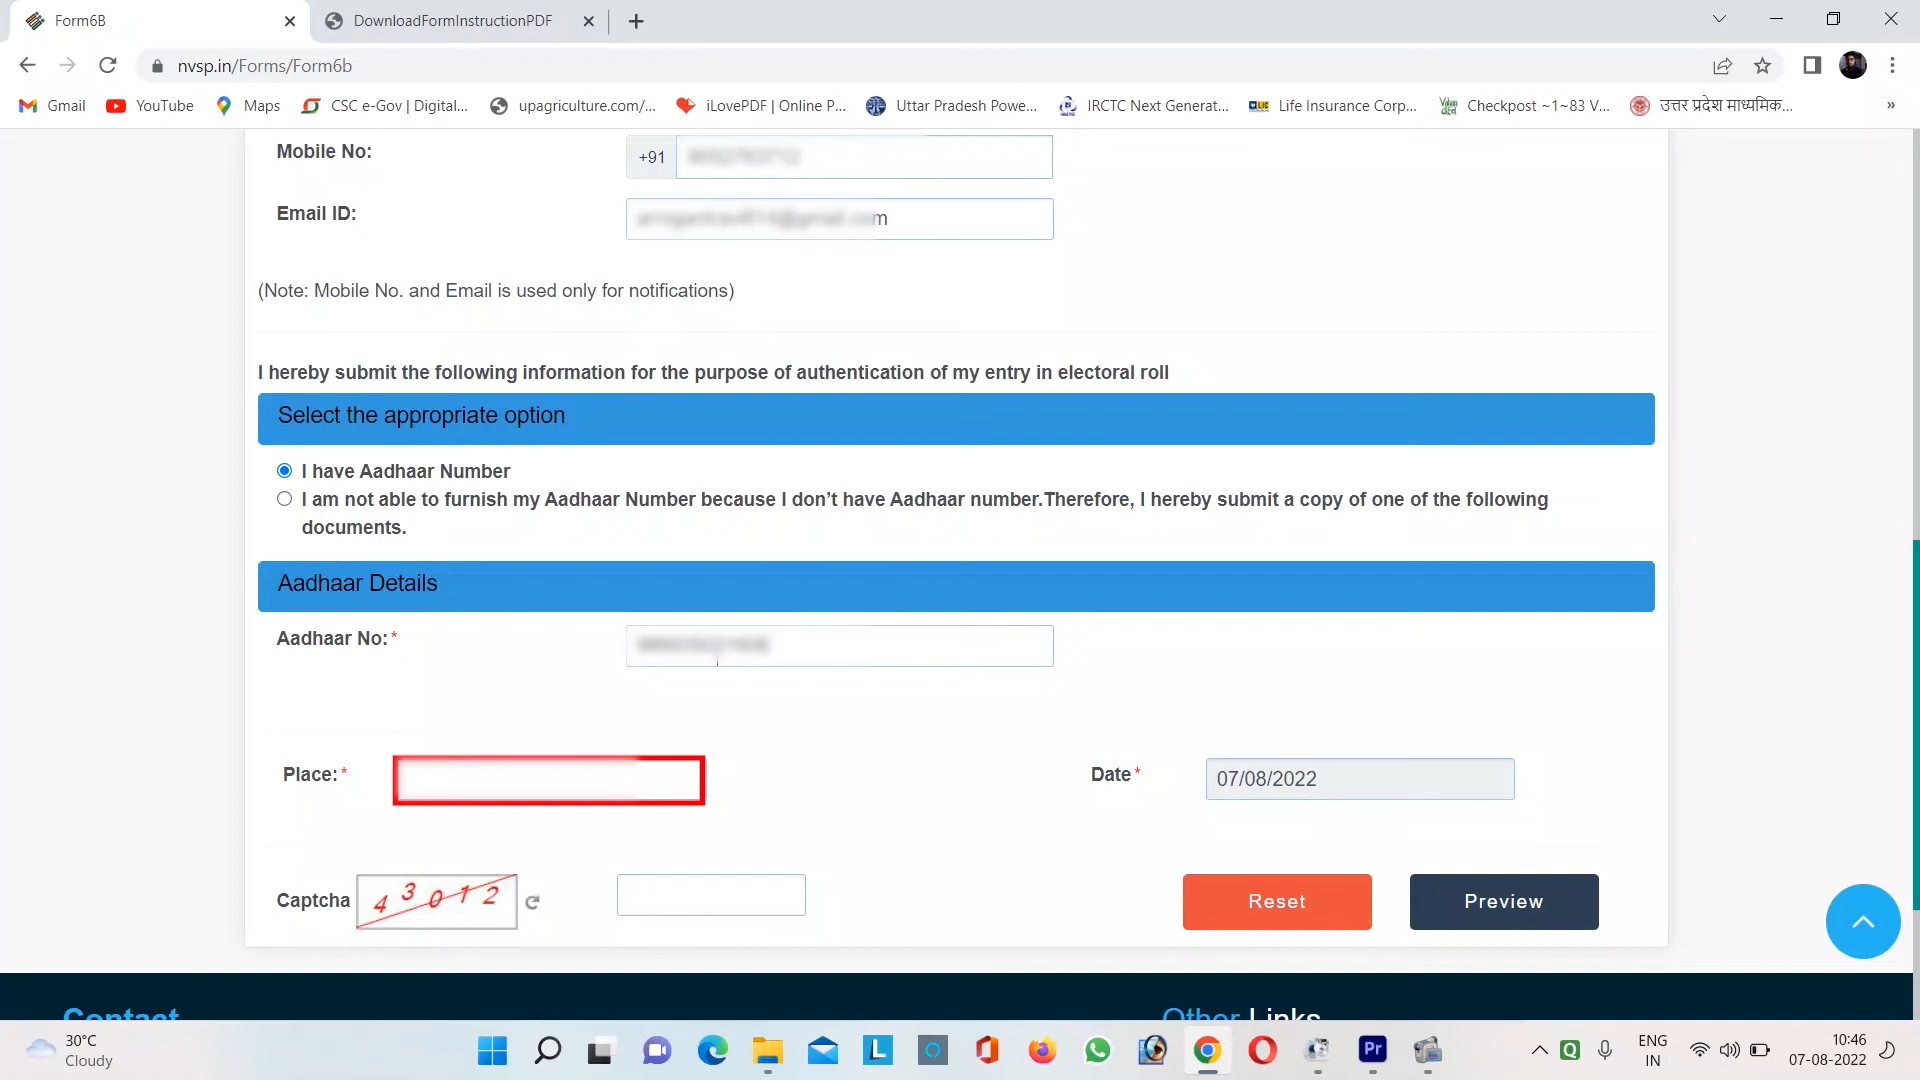 Form6B
DownloadFormInstructionPDF
nvsp.in/Forms/Form6b
Gmail
YouTube
Maps
CSC e-Gov | Digital...
upagriculture.com/...
iLovePDF | Online P...
Uttar Pradesh Powe...
IRCTC Next Generat...
Life Insurance Corp...
Checkpost ~1~83 V...
उत्तर प्रदेश माध्यमिक...
»
Mobile No:
+91
Email ID:
m
(Note: Mobile No. and Email is used only for notifications)
I hereby submit the following information for the purpose of authentication of my entry in electoral roll
Select the appropriate option
I have Aadhaar Number
I am not able to furnish my Aadhaar Number because I don’t have Aadhaar number.Therefore, I hereby submit a copy of one of the following
documents.
Aadhaar Details
Aadhaar No:*
Place:*
Date*
07/08/2022
Captcha
43012
Reset
Preview
Contact
Other Links
30°C
Cloudy
L
Pr
Q
ENG
IN
10:46
07-08-2022